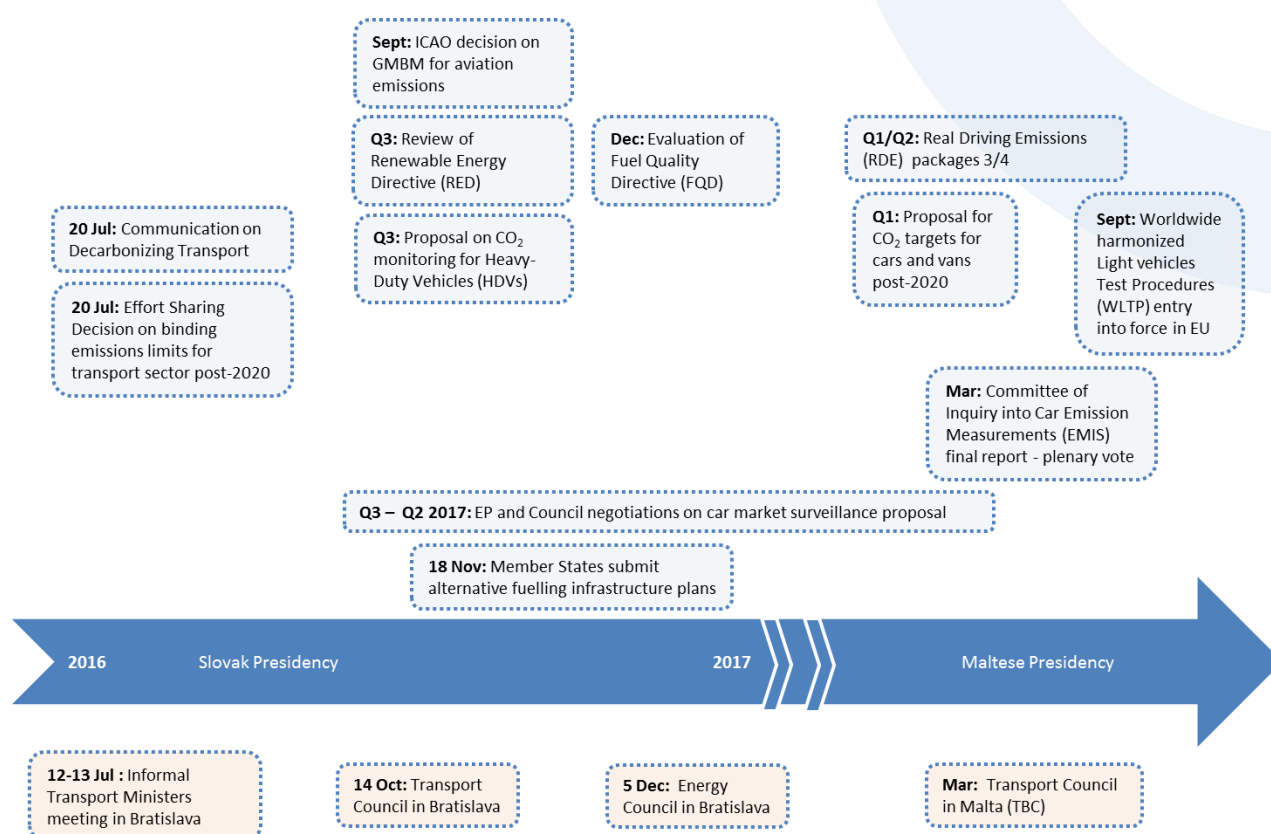 Sept: ICAO decision on
GMBM for aviation
emissions
Q3: Review of
Renewable Energy
Directive (RED)
Dec: Evaluation of
Fuel Quality
Directive (FQD)
Q1/Q2: Real Driving Emissions
(RDE) packages 3/4
20 Jul: Communication on
Decarbonizing Transport
Q3: Proposal on CO₂
monitoring for Heavy-
Duty Vehicles (HDVs)
Q1: Proposal for
CO₂ targets for
cars and vans
post-2020
Sept: Worldwide
harmonized
Light vehicles
Test Procedures
(WLTP) entry
into force in EU
20 Jul: Effort Sharing
Decision on binding
emissions limits for
transport sector post-2020
Mar: Committee of
Inquiry into Car Emission
Measurements (EMIS)
final report - plenary vote
Q3 – Q2 2017: EP and Council negotiations on car market surveillance proposal
18 Nov: Member States submit
alternative fuelling infrastructure plans
2016 Slovak Presidency 2017 Maltese Presidency
12-13 Jul : Informal
Transport Ministers
meeting in Bratislava
14 Oct: Transport
Council in Bratislava
5 Dec: Energy
Council in Bratislava
Mar: Transport Council
in Malta (TBC)